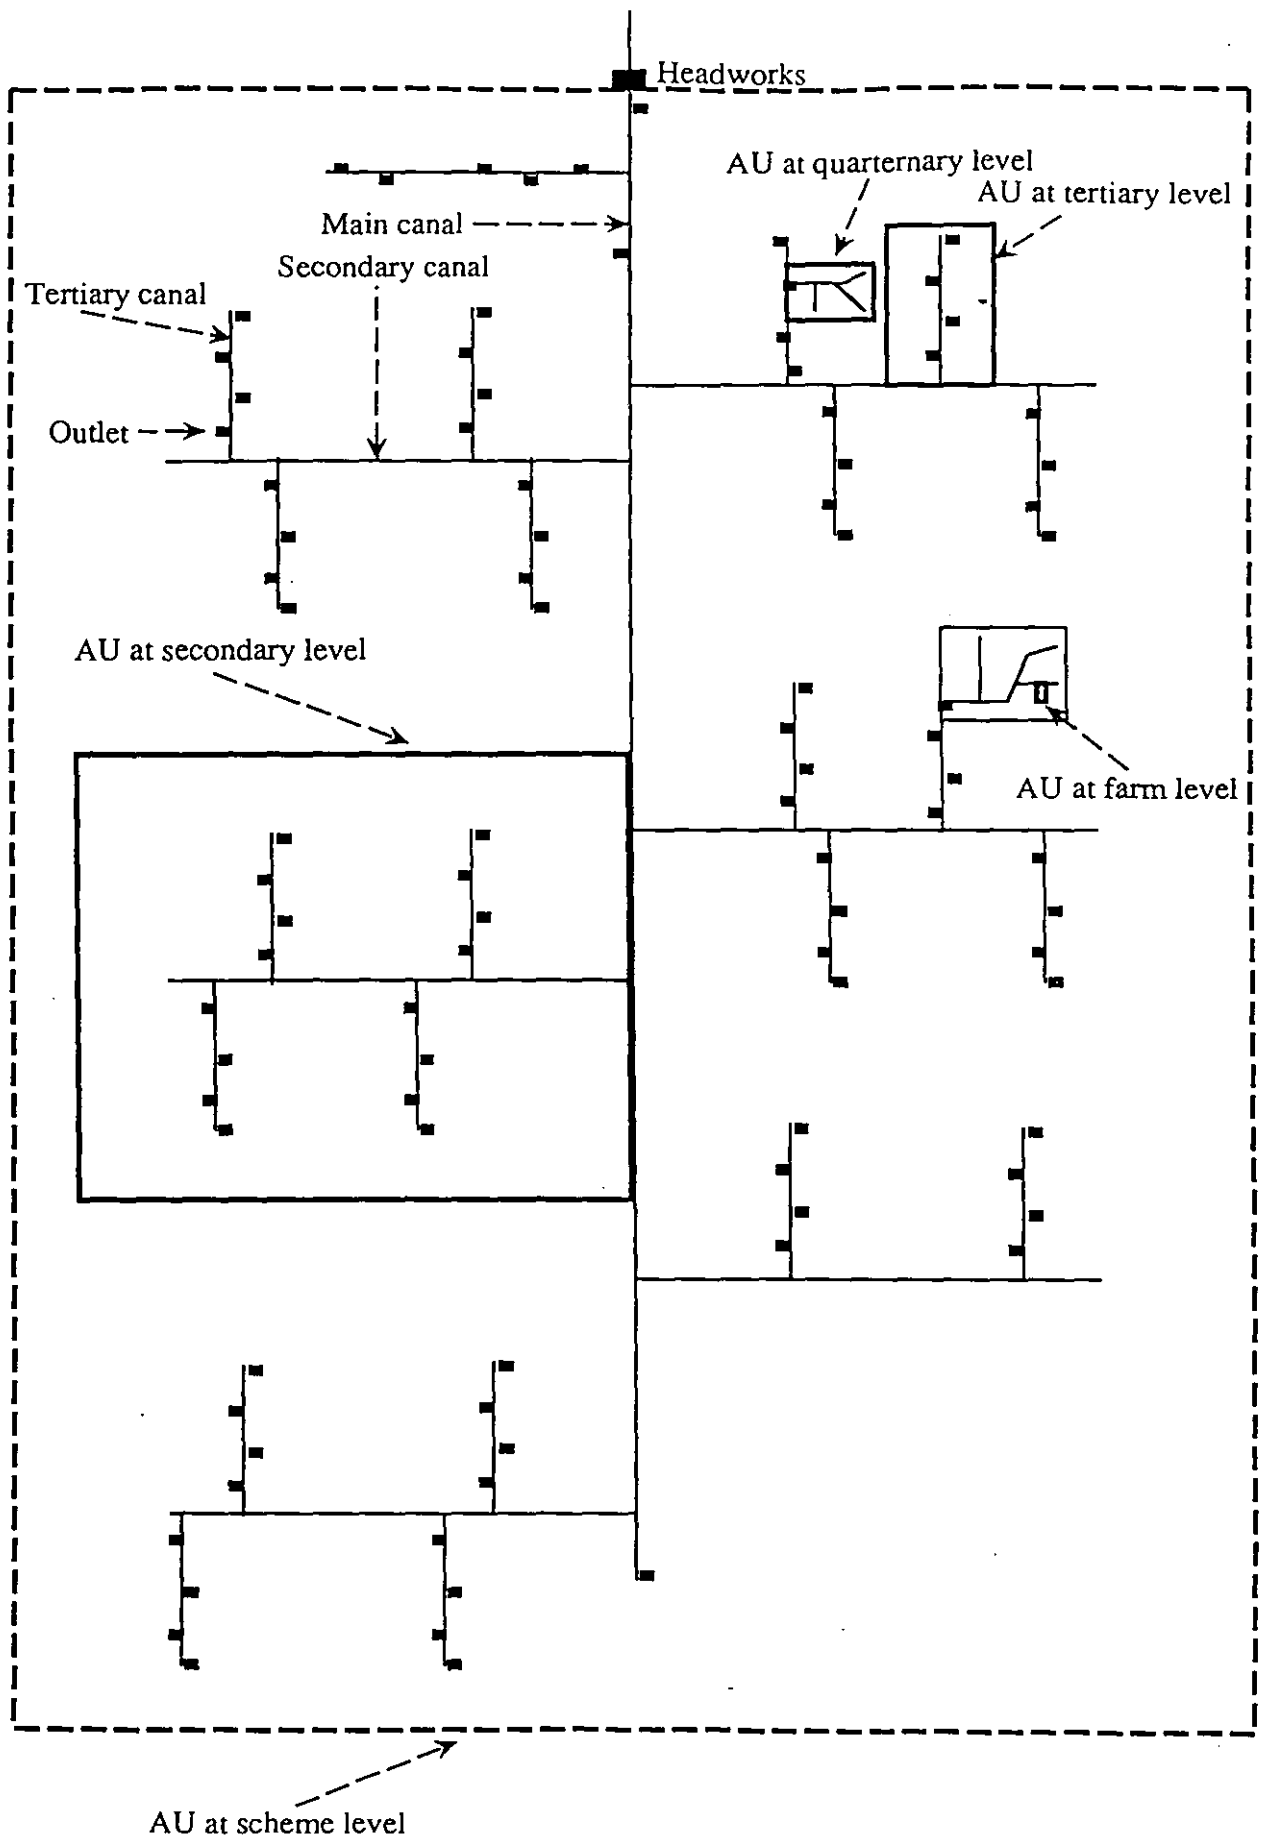 Headworks
AU at quarternary level
AU at tertiary level
Main canal
Secondary canal
Tertiary canal
Outlet
AU at secondary level
AU at farm level
AU at scheme level